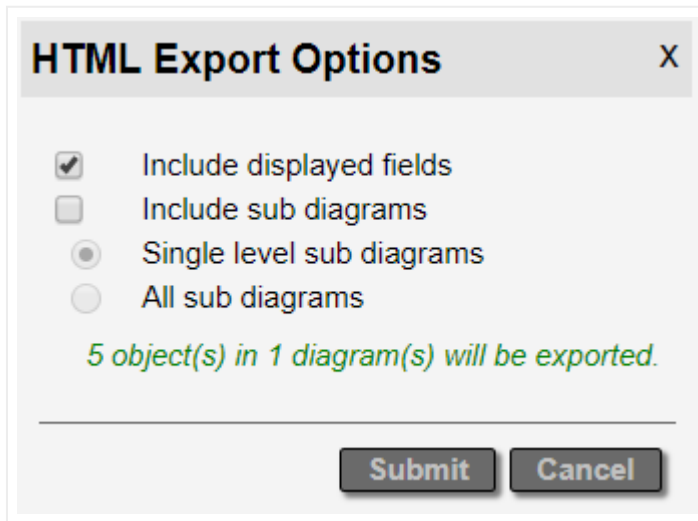 HTML Export Options X
Include displayed fields
Include sub diagrams
Single level sub diagrams
All sub diagrams
5 object(s) in 1 diagram(s) will be exported.
Submit Cancel